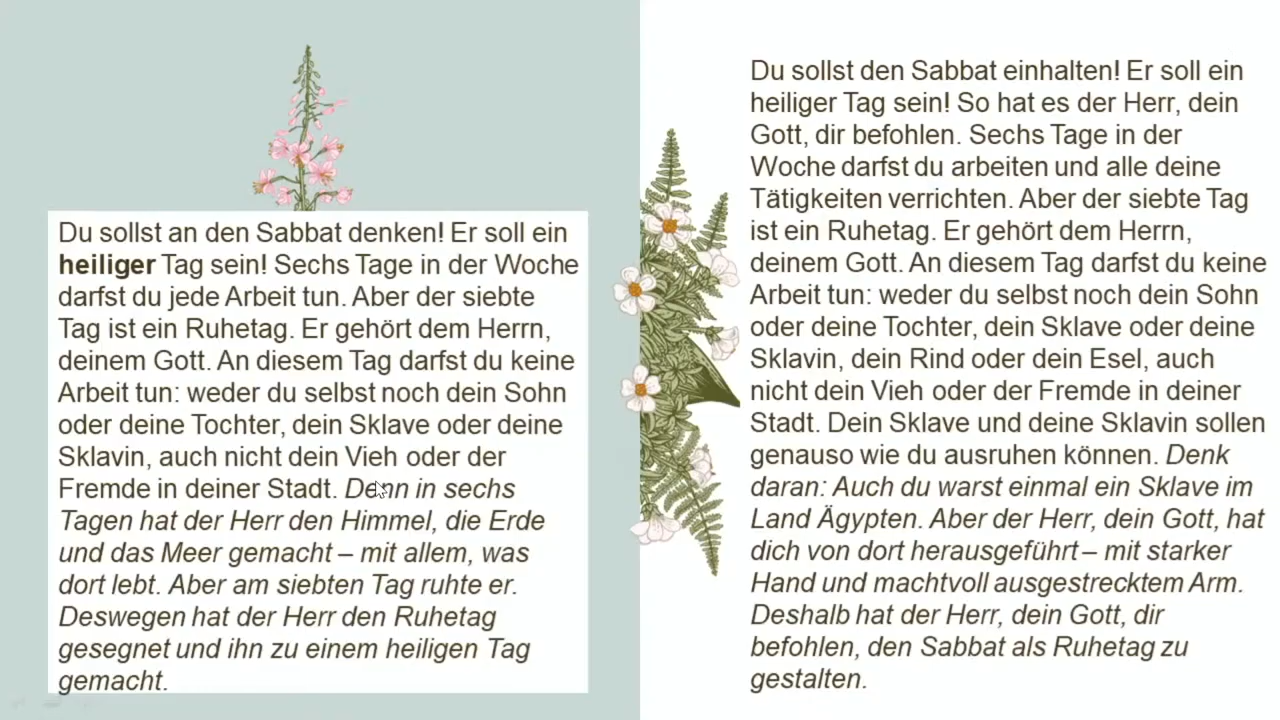 Du sollst an den Sabbat denken! Er soll ein
heiliger Tag sein! Sechs Tage in der Woche
darfst du jede Arbeit tun. Aber der siebte
Tag ist ein Ruhetag. Er gehört dem Herrn,
deinem Gott. An diesem Tag darfst du keine
Arbeit tun: weder du selbst noch dein Sohn
oder deine Tochter, dein Sklave oder deine
Sklavin, auch nicht dein Vieh oder der
Fremde in deiner Stadt. Denn in sechs
Tagen hat der Herr den Himmel, die Erde
und das Meer gemacht – mit allem, was
dort lebt. Aber am siebten Tag ruhte er.
Deswegen hat der Herr den Ruhetag
gesegnet und ihn zu einem heiligen Tag
gemacht.
Du sollst den Sabbat einhalten! Er soll ein
heiliger Tag sein! So hat es der Herr, dein
Gott, dir befohlen. Sechs Tage in der
Woche darfst du arbeiten und alle deine
Tätigkeiten verrichten. Aber der siebte Tag
ist ein Ruhetag. Er gehört dem Herrn,
deinem Gott. An diesem Tag darfst du keine
Arbeit tun: weder du selbst noch dein Sohn
oder deine Tochter, dein Sklave oder deine
Sklavin, dein Rind oder dein Esel, auch
nicht dein Vieh oder der Fremde in deiner
Stadt. Dein Sklave und deine Sklavin sollen
genauso wie du ausruhen können. Denk
daran: Auch du warst einmal ein Sklave im
Land Ägypten. Aber der Herr, dein Gott, hat
dich von dort herausgeführt – mit starker
Hand und machtvoll ausgestrecktem Arm.
Deshalb hat der Herr, dein Gott, dir
befohlen, den Sabbat als Ruhetag zu
gestalten.